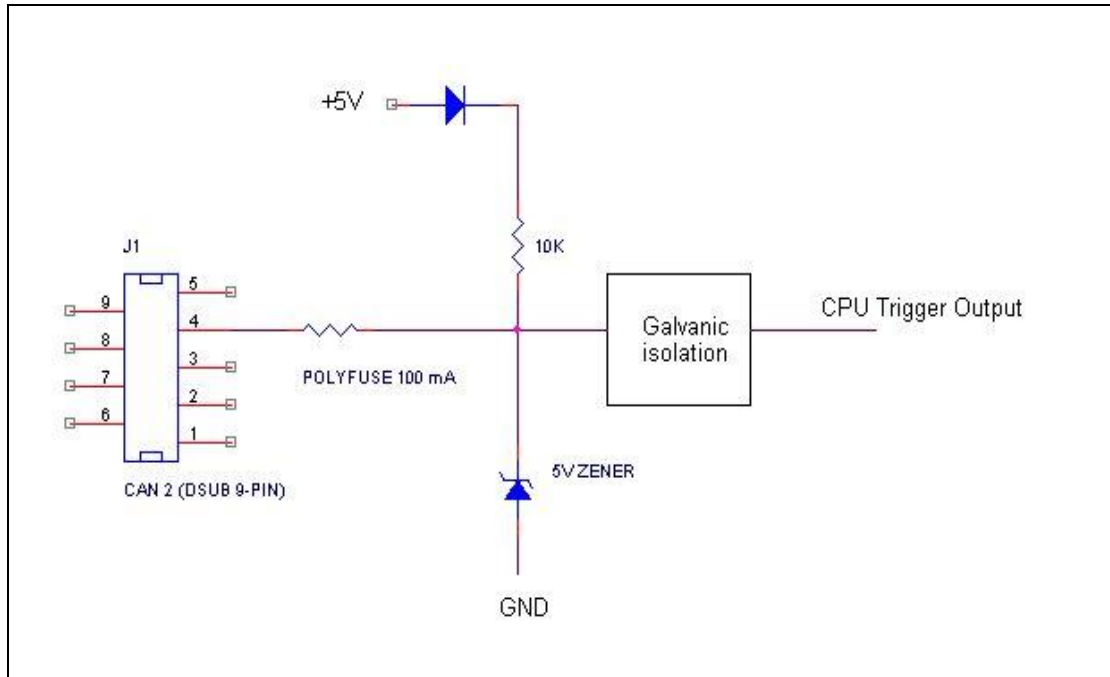 +5V
10K
J1
5
9
4
8
3
7
2
6
1
POLYFUSE 100 mA
Galvanic
isolation
CPU Trigger Output
5V ZENER
CAN 2 (DSUB 9-PIN)
GND